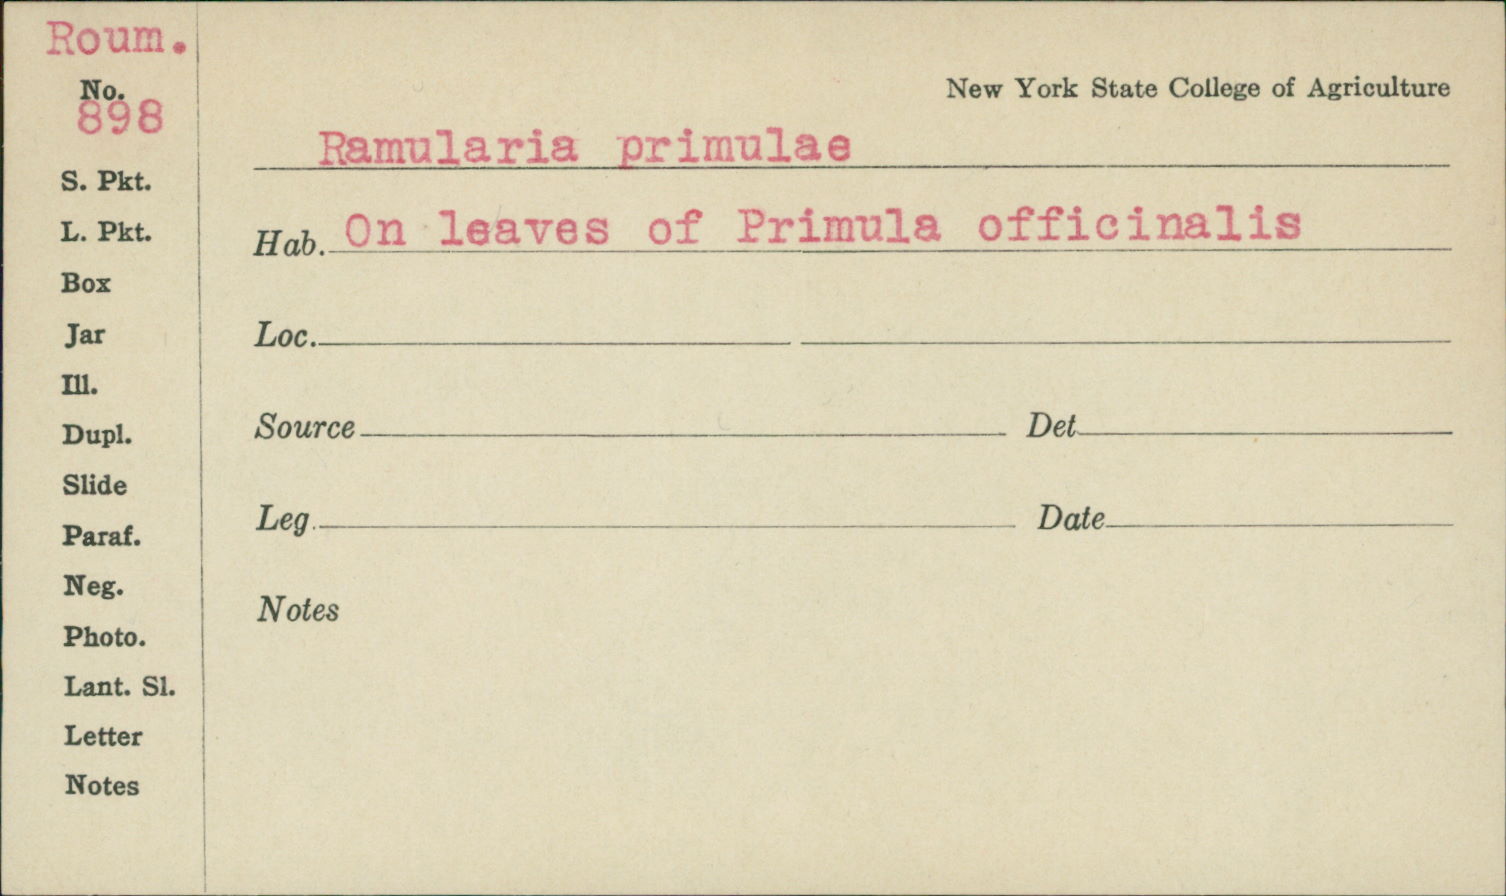 Roum.
No.
898
S. Pkt.
L. Pkt.
Box
Jar
Ill.
Dupl.
Slide
Paraf.
Neg.
Photo.
Lant. Sl.
Letter
Notes
New York State College of Agriculture
Ramularia primulae
Hab. On leaves of Primula officinalis
Loc.
Source Det
Leg. Date
Notes